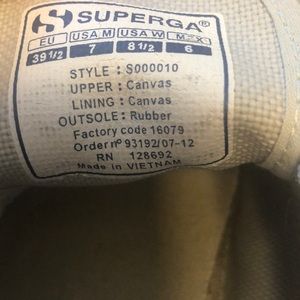 SUPERGA®
EU USA M USA W M - X
39 1/2 7 8 1/2 6
STYLE : S000010
UPPER : Canvas
LINING : Canvas
OUTSOLE: Rubber
Factory code 16079
Order nº 93192/07-12
RN 128692
Made in VIETNAM